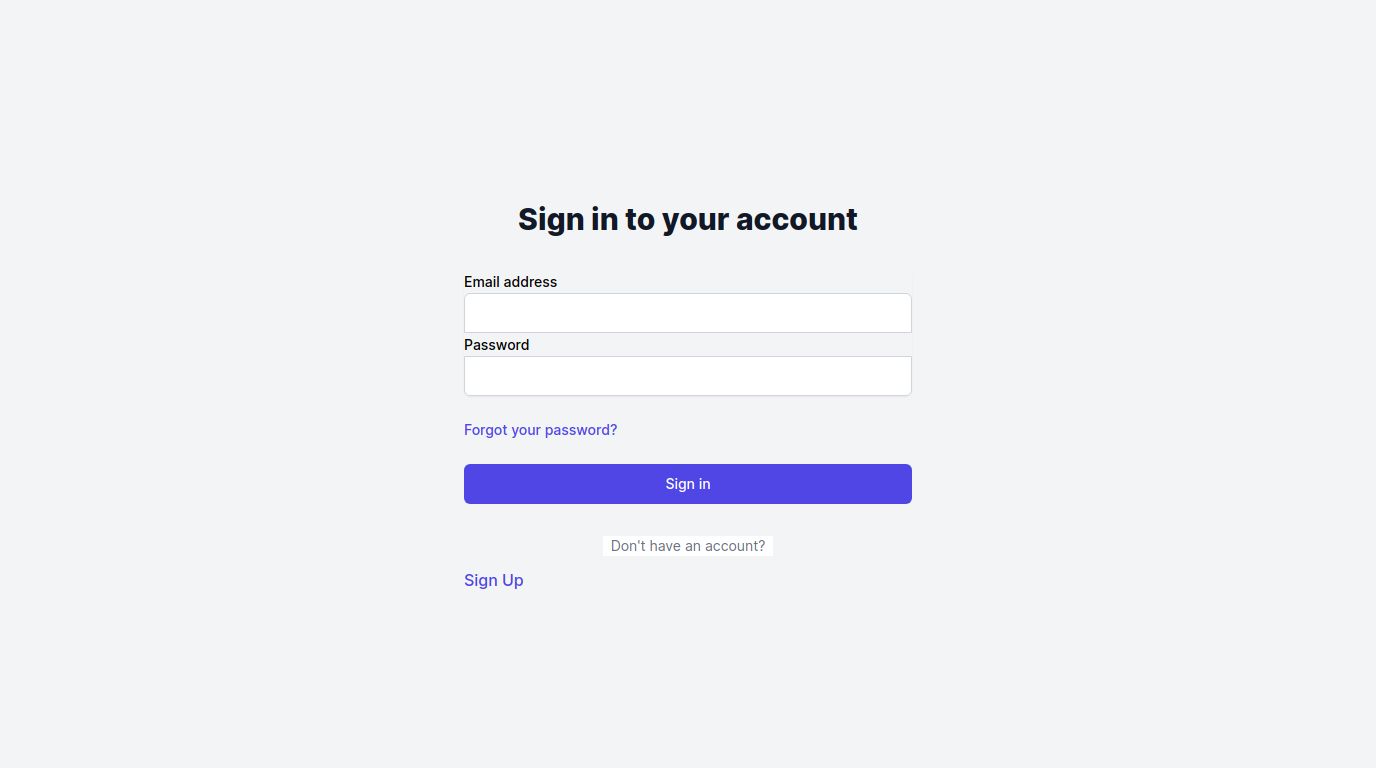 Sign in to your account
Email address
Password
Forgot your password?
Sign in
Don't have an account?
Sign Up